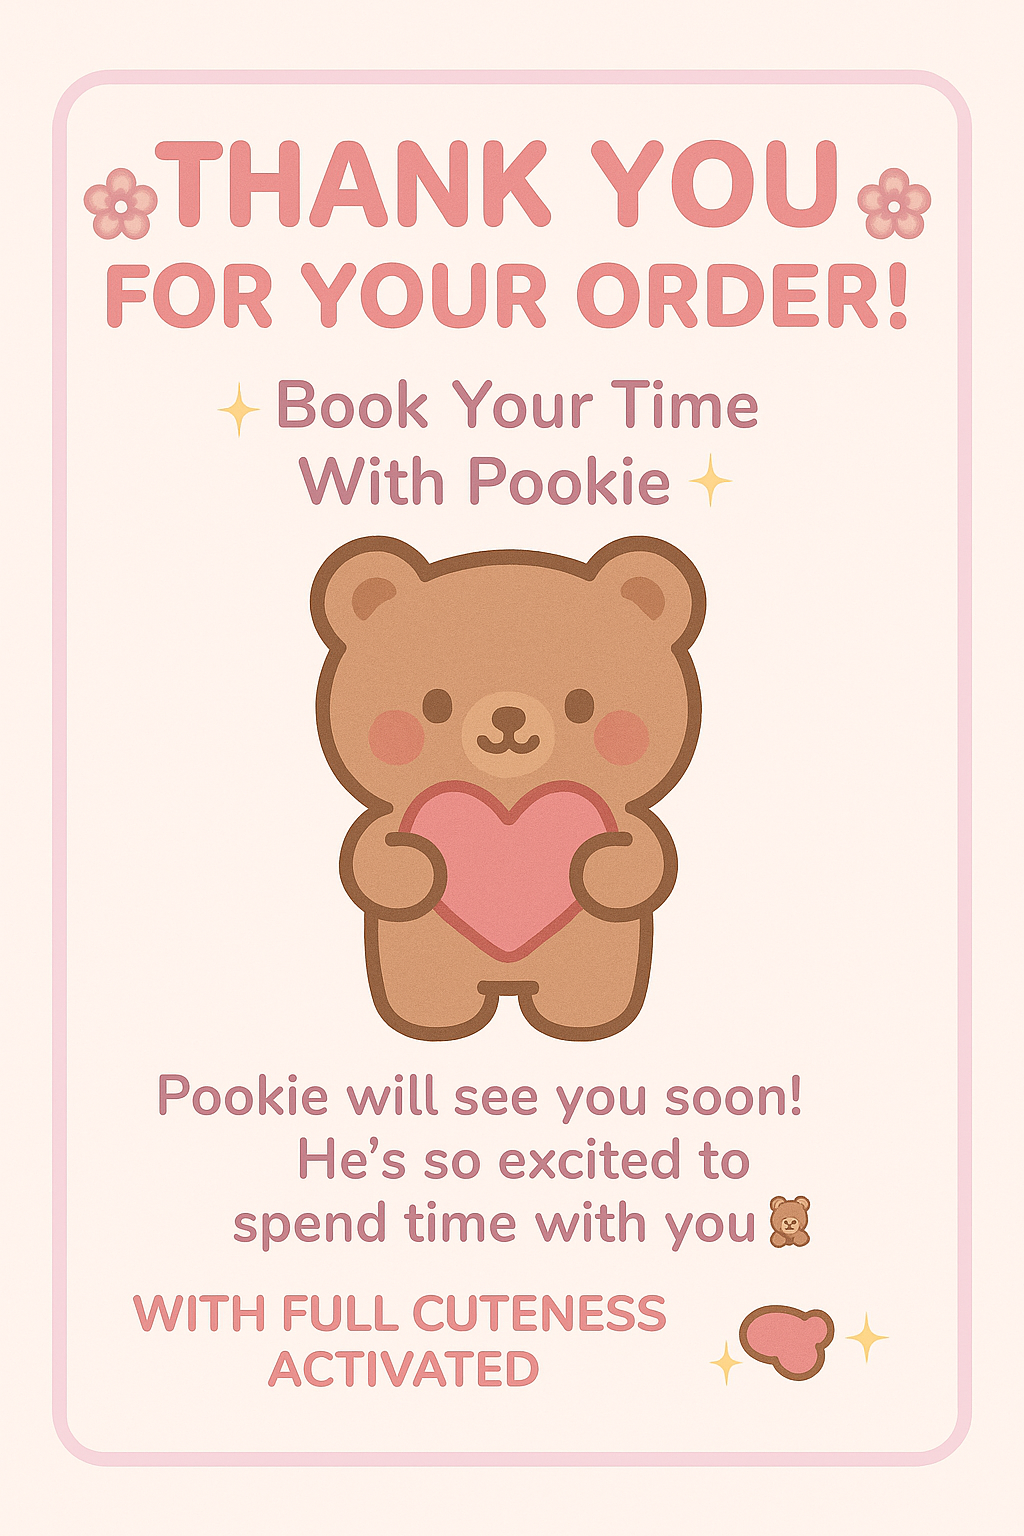 THANK YOU
FOR YOUR ORDER!
Book Your Time
With Pookie
Pookie will see you soon!
He’s so excited to
spend time with you
WITH FULL CUTENESS
ACTIVATED